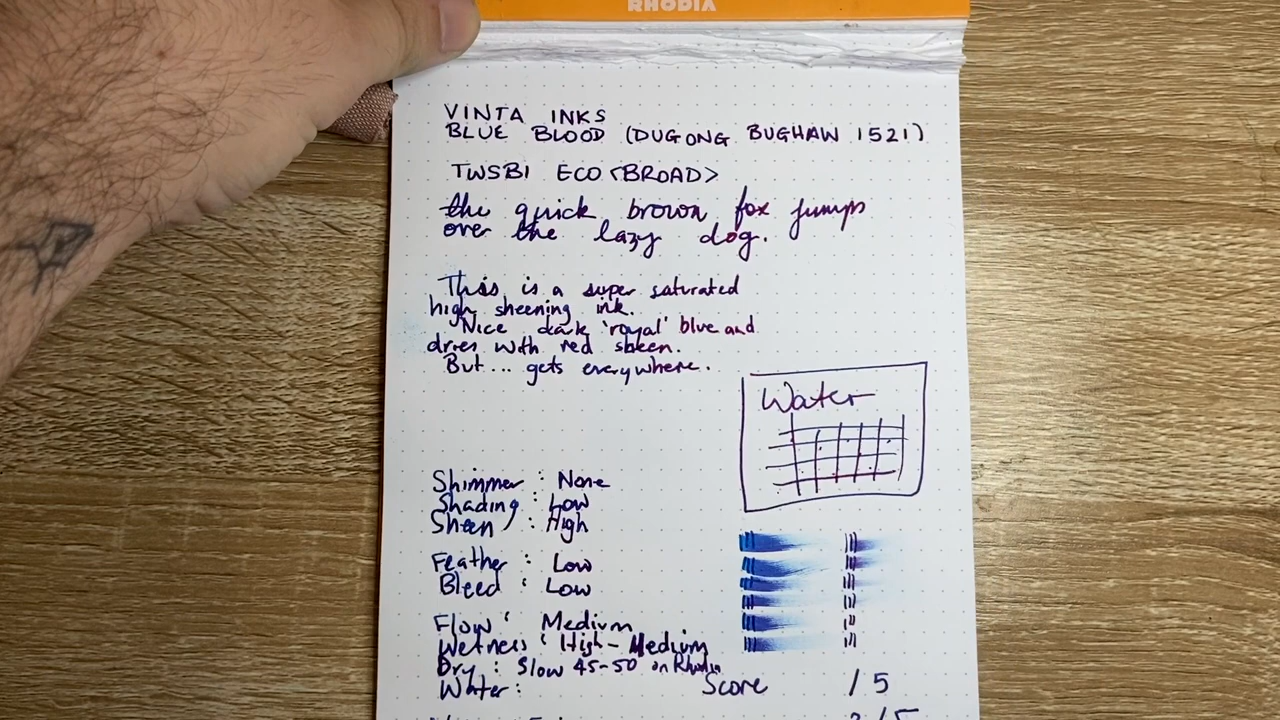 RHODIA
VINTA INKS
BLUE BLOOD (DUGONG BUGHAW 1521)
TWSBI ECO <BROAD>
the quick brown fox jumps
over the lazy dog.
This is a super saturated
high sheening ink.
Nice dark 'royal' blue and
dries with red sheen.
But... gets everywhere.
Water
Shimmer : None
Shading : Low
Sheen : High
Feather : Low
Bleed : Low
Flow : Medium
Wetness : High - Medium
Dry : Slow 45-50 on Rhodia
Water :
Score / 5